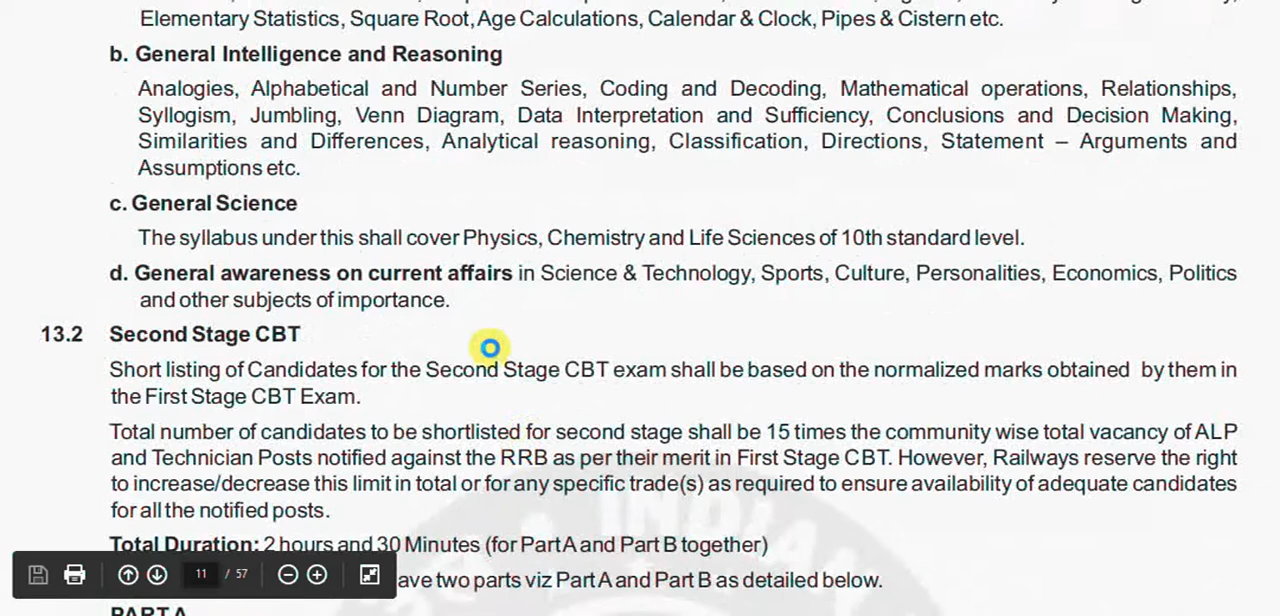 Elementary Statistics, Square Root, Age Calculations, Calendar & Clock, Pipes & Cistern etc.
b. General Intelligence and Reasoning
Analogies, Alphabetical and Number Series, Coding and Decoding, Mathematical operations, Relationships,
Syllogism, Jumbling, Venn Diagram, Data Interpretation and Sufficiency, Conclusions and Decision Making,
Similarities and Differences, Analytical reasoning, Classification, Directions, Statement – Arguments and
Assumptions etc.
c. General Science
The syllabus under this shall cover Physics, Chemistry and Life Sciences of 10th standard level.
d. General awareness on current affairs in Science & Technology, Sports, Culture, Personalities, Economics, Politics
and other subjects of importance.
13.2 Second Stage CBT
Short listing of Candidates for the Second Stage CBT exam shall be based on the normalized marks obtained by them in
the First Stage CBT Exam.
Total number of candidates to be shortlisted for second stage shall be 15 times the community wise total vacancy of ALP
and Technician Posts notified against the RRB as per their merit in First Stage CBT. However, Railways reserve the right
to increase/decrease this limit in total or for any specific trade(s) as required to ensure availability of adequate candidates
for all the notified posts.
Total Duration: 2 hours and 30 Minutes (for Part A and Part B together)
ave two parts viz Part A and Part B as detailed below.
11 / 57
PART A
INDIA